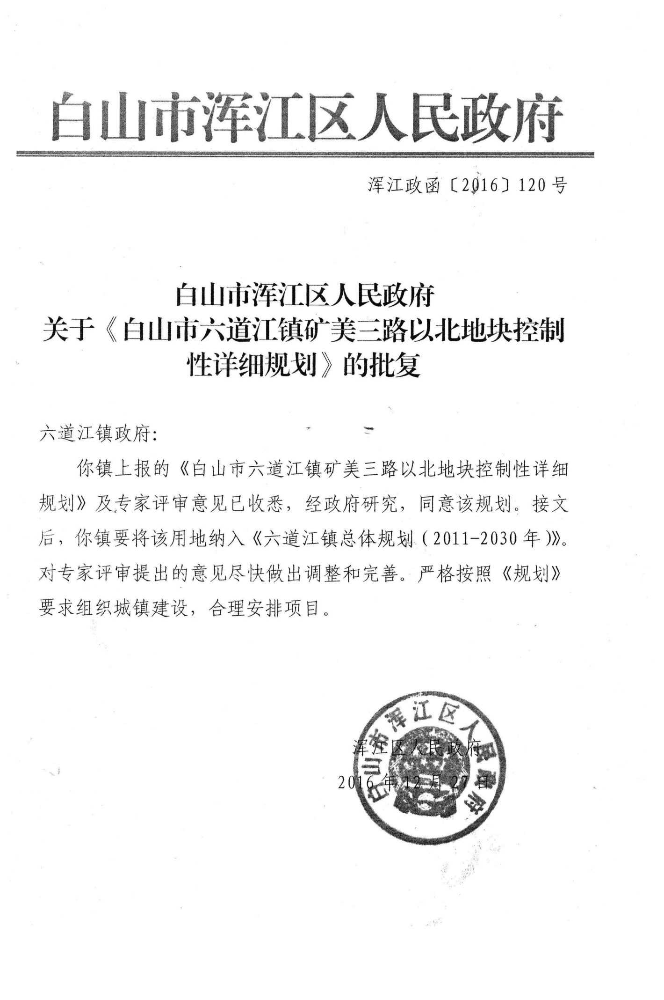 白山市浑江区人民政府
浑江政函〔2016〕120号
白山市浑江区人民政府
关于《白山市六道江镇矿美三路以北地块控制
性详细规划》的批复
六道江镇政府：
你镇上报的《白山市六道江镇矿美三路以北地块控制性详细
规划》及专家评审意见已收悉，经政府研究，同意该规划。接文
后，你镇要将该用地纳入《六道江镇总体规划（2011-2030年）》。
对专家评审提出的意见尽快做出调整和完善。严格按照《规划》
要求组织城镇建设，合理安排项目。
白山市浑江区人民政府
浑江区人民政府
2016年12月27日